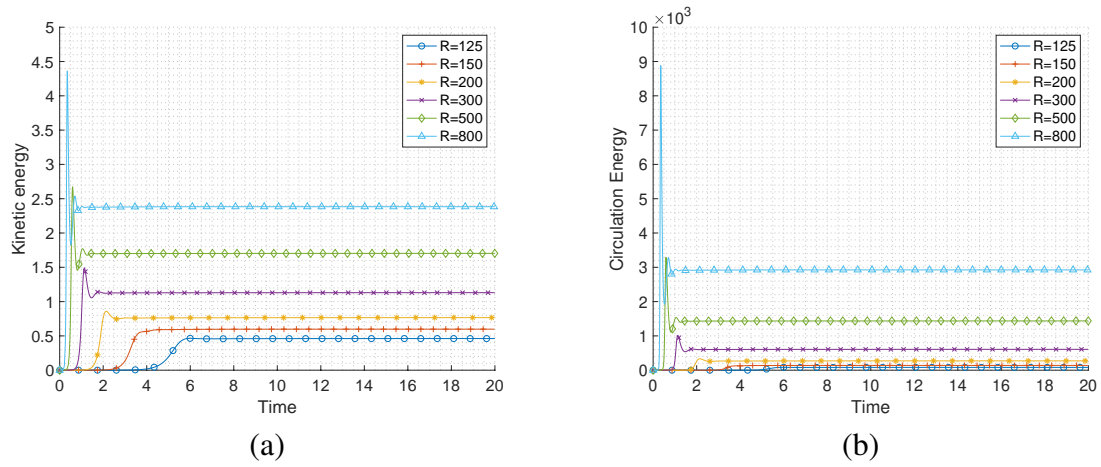 5
4.5
4
3.5
3
2.5
2
1.5
1
0.5
0
Kinetic energy
0 2 4 6 8 10 12 14 16 18 20
Time
R=125
R=150
R=200
R=300
R=500
R=800
(a)
×10³
10
9
8
7
6
5
4
3
2
1
0
Circulation Energy
0 2 4 6 8 10 12 14 16 18 20
Time
R=125
R=150
R=200
R=300
R=500
R=800
(b)